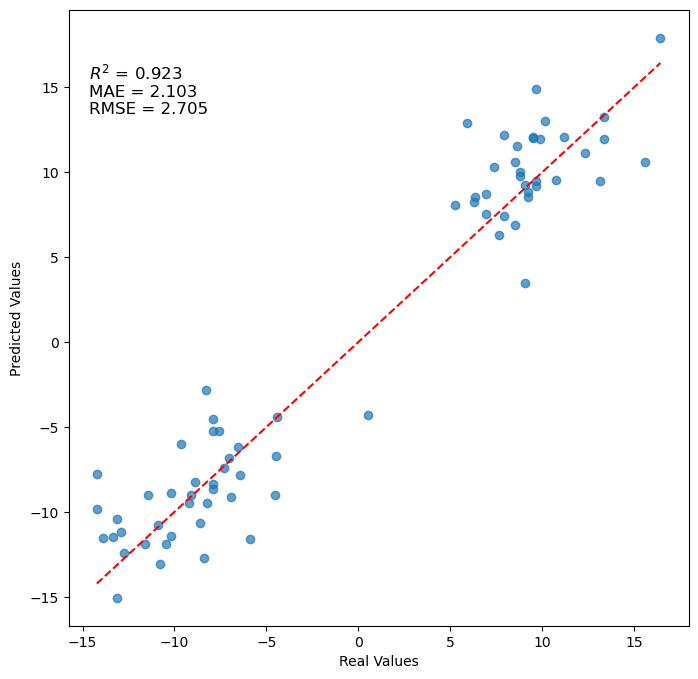 R² = 0.923
MAE = 2.103
RMSE = 2.705
15
10
5
0
−5
−10
−15
Predicted Values
−15 −10 −5 0 5 10 15
Real Values